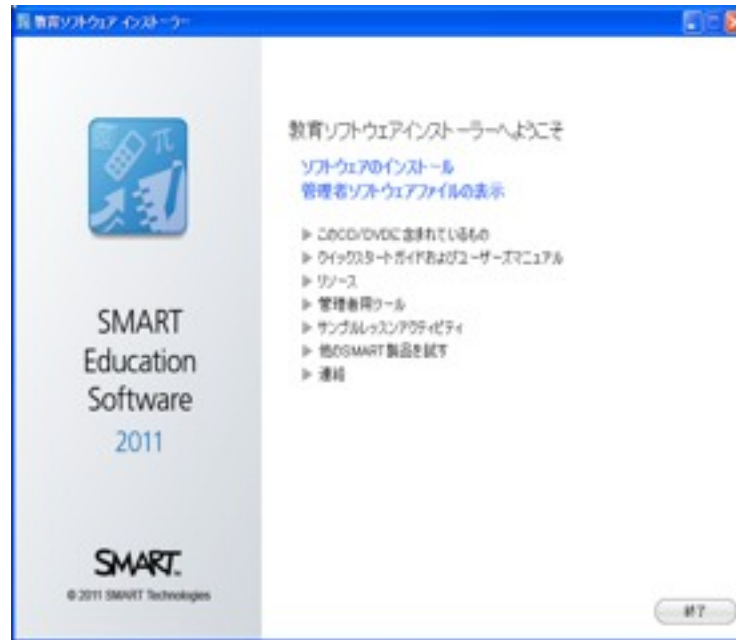 教育ソフトウェア インストーラー
π
教育ソフトウェアインストーラーへようこそ
ソフトウェアのインストール
管理者ソフトウェアファイルの表示
このCD/DVDに含まれているもの
クイックスタートガイドおよびユーザーズマニュアル
リソース
管理者用ツール
サンプルレッスンアクティビティ
他のSMART製品を試す
連絡
SMART
Education
Software
2011
SMART
© 2011 SMART Technologies
終了